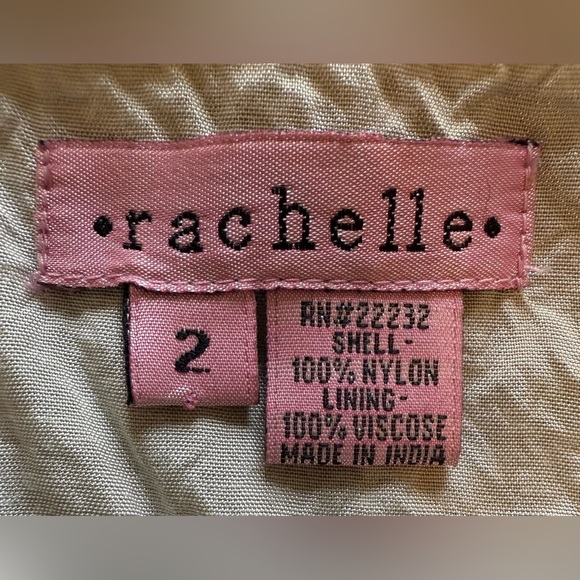 •rachelle•
2
RN#22232
SHELL-
100% NYLON
LINING-
100% VISCOSE
MADE IN INDIA